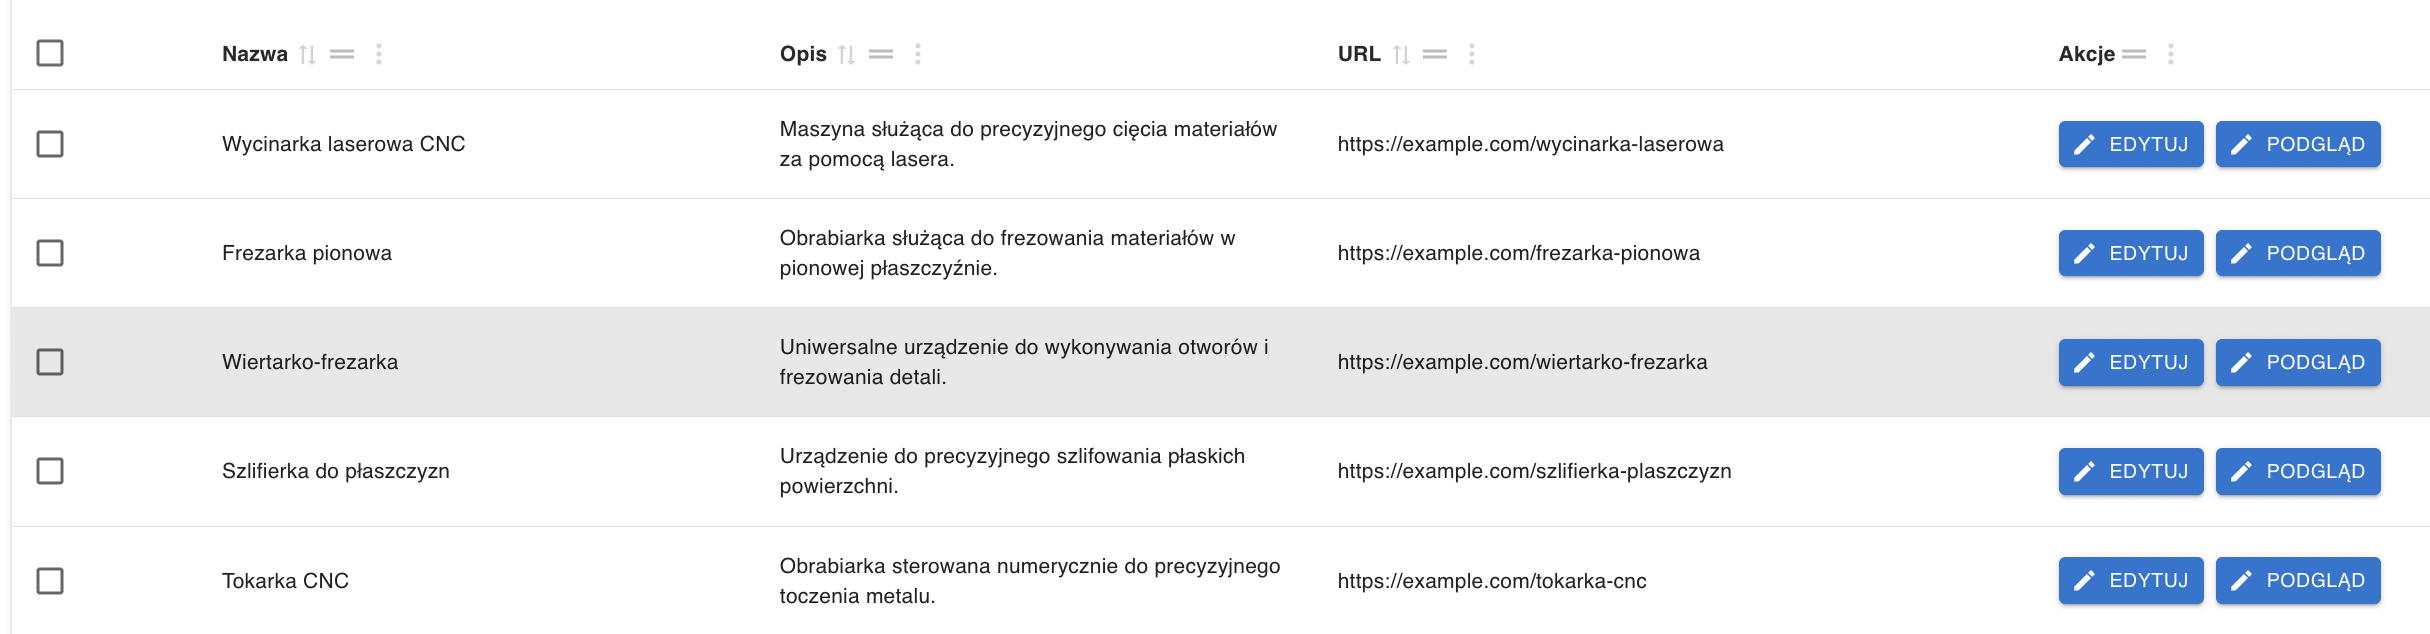 Nazwa Opis URL Akcje
Wycinarka laserowa CNC
Maszyna służąca do precyzyjnego cięcia materiałów
za pomocą lasera.
https://example.com/wycinarka-laserowa
EDYTUJ PODGLĄD
Frezarka pionowa
Obrabiarka służąca do frezowania materiałów w
pionowej płaszczyźnie.
https://example.com/frezarka-pionowa
EDYTUJ PODGLĄD
Wiertarko-frezarka
Uniwersalne urządzenie do wykonywania otworów i
frezowania detali.
https://example.com/wiertarko-frezarka
EDYTUJ PODGLĄD
Szlifierka do płaszczyzn
Urządzenie do precyzyjnego szlifowania płaskich
powierzchni.
https://example.com/szlifierka-plaszczyzn
EDYTUJ PODGLĄD
Tokarka CNC
Obrabiarka sterowana numerycznie do precyzyjnego
toczenia metalu.
https://example.com/tokarka-cnc
EDYTUJ PODGLĄD